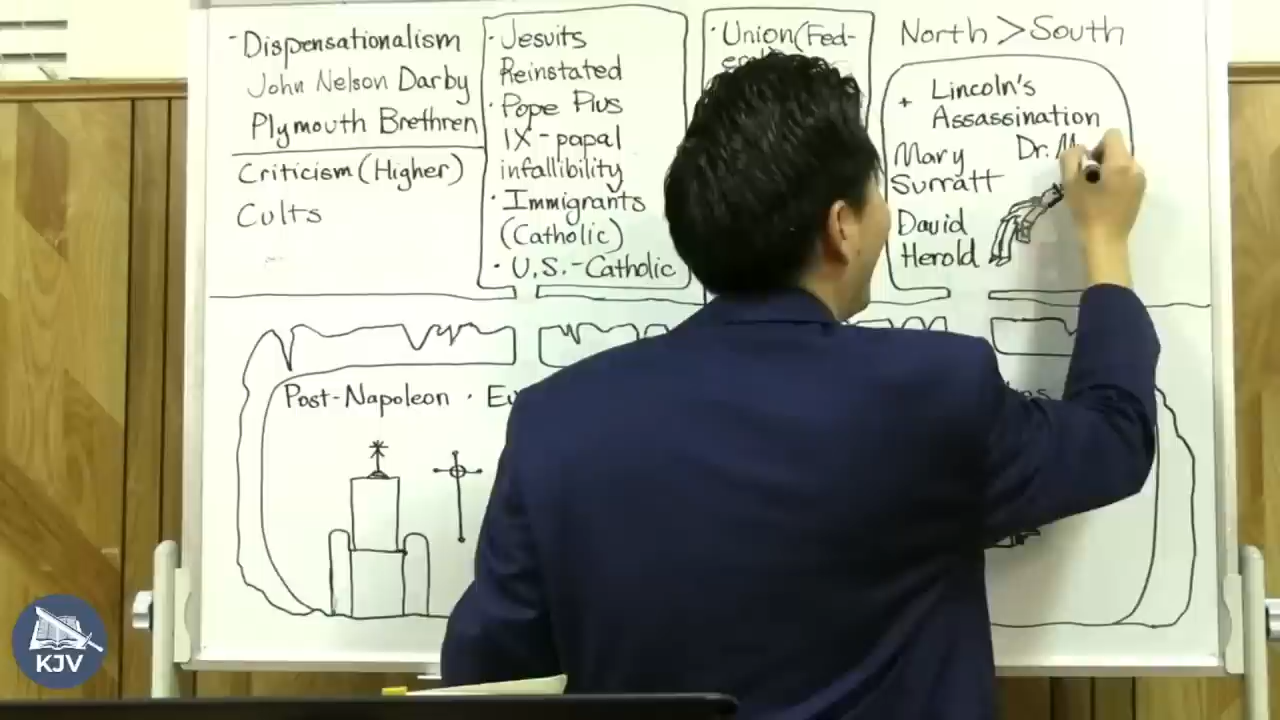 - Dispensationalism
John Nelson Darby
Plymouth Brethren
Criticism (Higher)
Cults
· Jesuits
Reinstated
· Pope Pius
IX - papal
infallibility
· Immigrants
(Catholic)
· U.S.-Catholic
· Union (Fed-
North > South
+ Lincoln's
Assassination
Mary
Surratt
Dr. M
David
Herold
Post-Napoleon ·
KJV